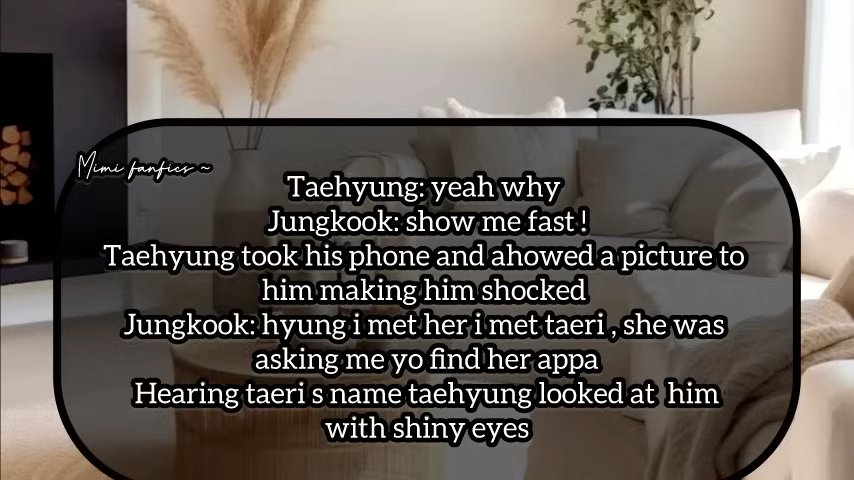 Mimi fanfics ~
Taehyung: yeah why
Jungkook: show me fast !
Taehyung took his phone and ahowed a picture to
him making him shocked
Jungkook: hyung i met her i met taeri , she was
asking me yo find her appa
Hearing taeri s name taehyung looked at  him
with shiny eyes